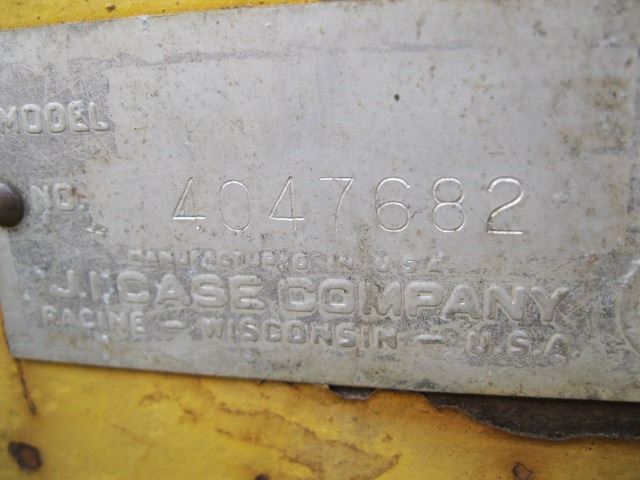 MODEL
NO. 4047682
MANUFACTURED IN U.S.A.
J.I. CASE COMPANY
RACINE - WISCONSIN - U.S.A.